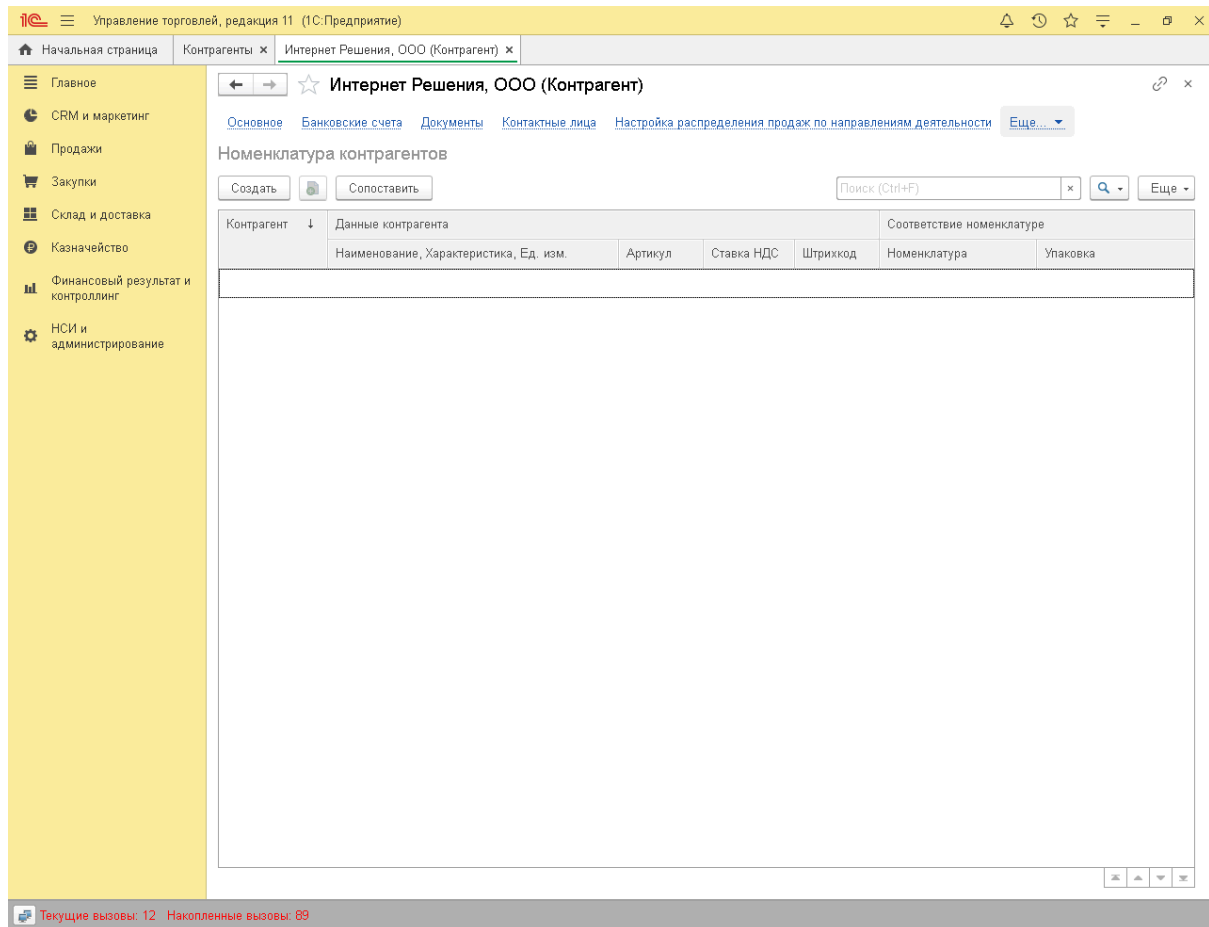 1С Управление торговлей, редакция 11 (1С:Предприятие)
Начальная страница Контрагенты × Интернет Решения, ООО (Контрагент) ×
Главное
CRM и маркетинг
Продажи
Закупки
Склад и доставка
Казначейство
Финансовый результат и
контроллинг
НСИ и
администрирование
Интернет Решения, ООО (Контрагент)
Основное Банковские счета Документы Контактные лица Настройка распределения продаж по направлениям деятельности Еще...
Номенклатура контрагентов
Создать Сопоставить Поиск (Ctrl+F) × Еще
Контрагент ↓ Данные контрагента Соответствие номенклатуре
Наименование, Характеристика, Ед. изм. Артикул Ставка НДС Штрихкод Номенклатура Упаковка
Текущие вызовы: 12 Накопленные вызовы: 89